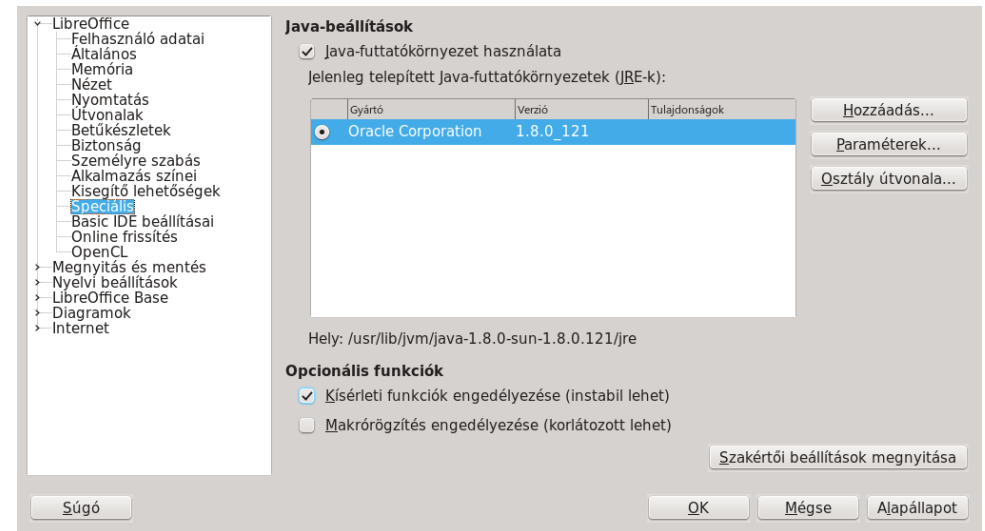 LibreOffice
Felhasználó adatai
Általános
Memória
Nézet
Nyomtatás
Útvonalak
Betűkészletek
Biztonság
Személyre szabás
Alkalmazás színei
Kisegítő lehetőségek
Speciális
Basic IDE beállításai
Online frissítés
OpenCL
Megnyitás és mentés
Nyelvi beállítások
LibreOffice Base
Diagramok
Internet
Java-beállítások
Java-futtatókörnyezet használata
Jelenleg telepített Java-futtatókörnyezetek (JRE-k):
Gyártó Verzió Tulajdonságok
Oracle Corporation 1.8.0_121
Hozzáadás...
Paraméterek...
Osztály útvonala...
Hely: /usr/lib/jvm/java-1.8.0-sun-1.8.0.121/jre
Opcionális funkciók
Kísérleti funkciók engedélyezése (instabil lehet)
Makrórögzítés engedélyezése (korlátozott lehet)
Szakértői beállítások megnyitása
Súgó OK Mégse Alapállapot